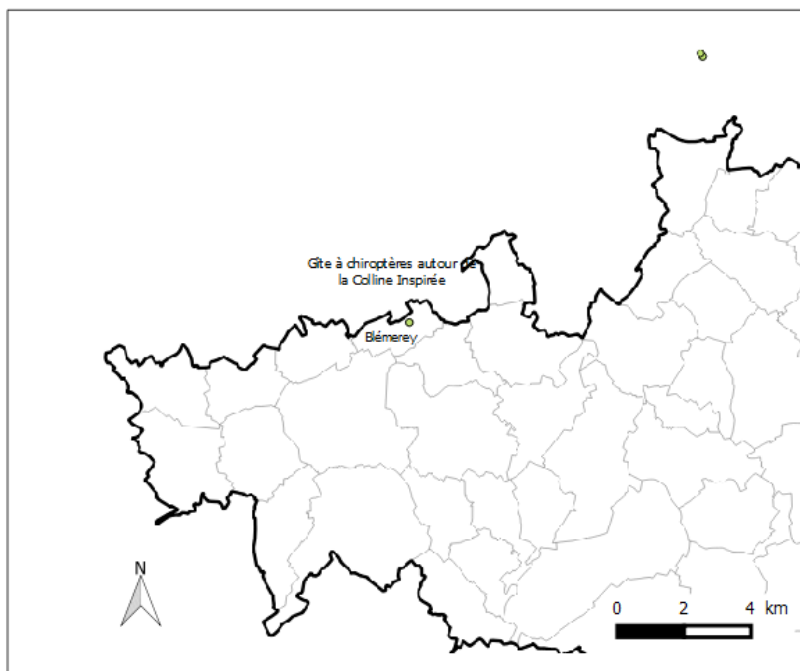 Gîte à chiroptères autour de
la Colline Inspirée
Blémerey
N
0 2 4 km